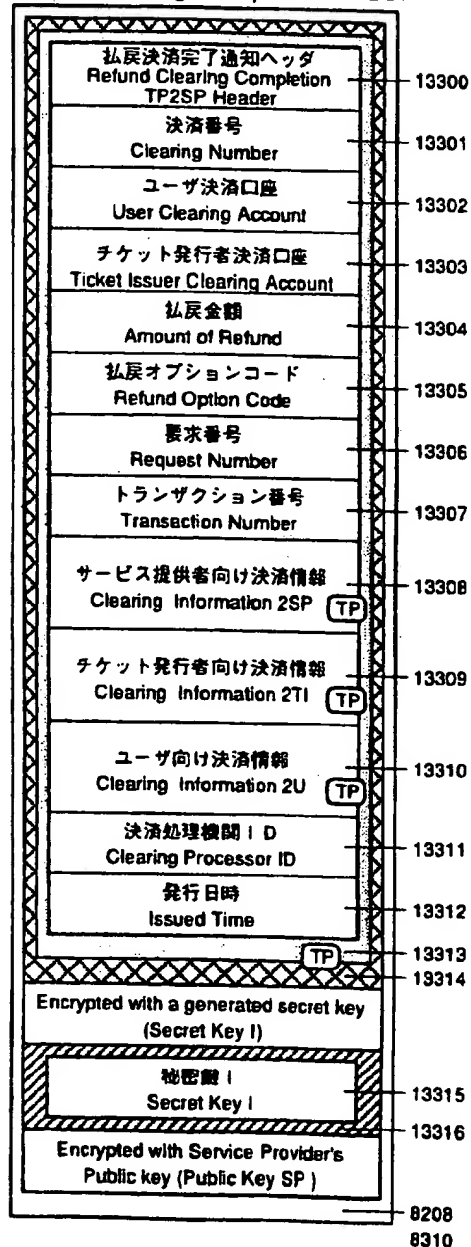 払戻決済完了通知ヘッダ
Refund Clearing Completion
TP2SP Header
13300
決済番号
Clearing Number
13301
ユーザ決済口座
User Clearing Account
13302
チケット発行者決済口座
Ticket Issuer Clearing Account
13303
払戻金額
Amount of Refund
13304
払戻オプションコード
Refund Option Code
13305
要求番号
Request Number
13306
トランザクション番号
Transaction Number
13307
サービス提供者向け決済情報
Clearing Information 2SP
TP
13308
チケット発行者向け決済情報
Clearing Information 2TI
TP
13309
ユーザ向け決済情報
Clearing Information 2U
TP
13310
決済処理機関ID
Clearing Processor ID
13311
発行日時
Issued Time
13312
TP
13313
13314
Encrypted with a generated secret key
(Secret Key I)
秘密鍵 I
Secret Key I
13315
13316
Encrypted with Service Provider's
Public key (Public Key SP )
8208
8310